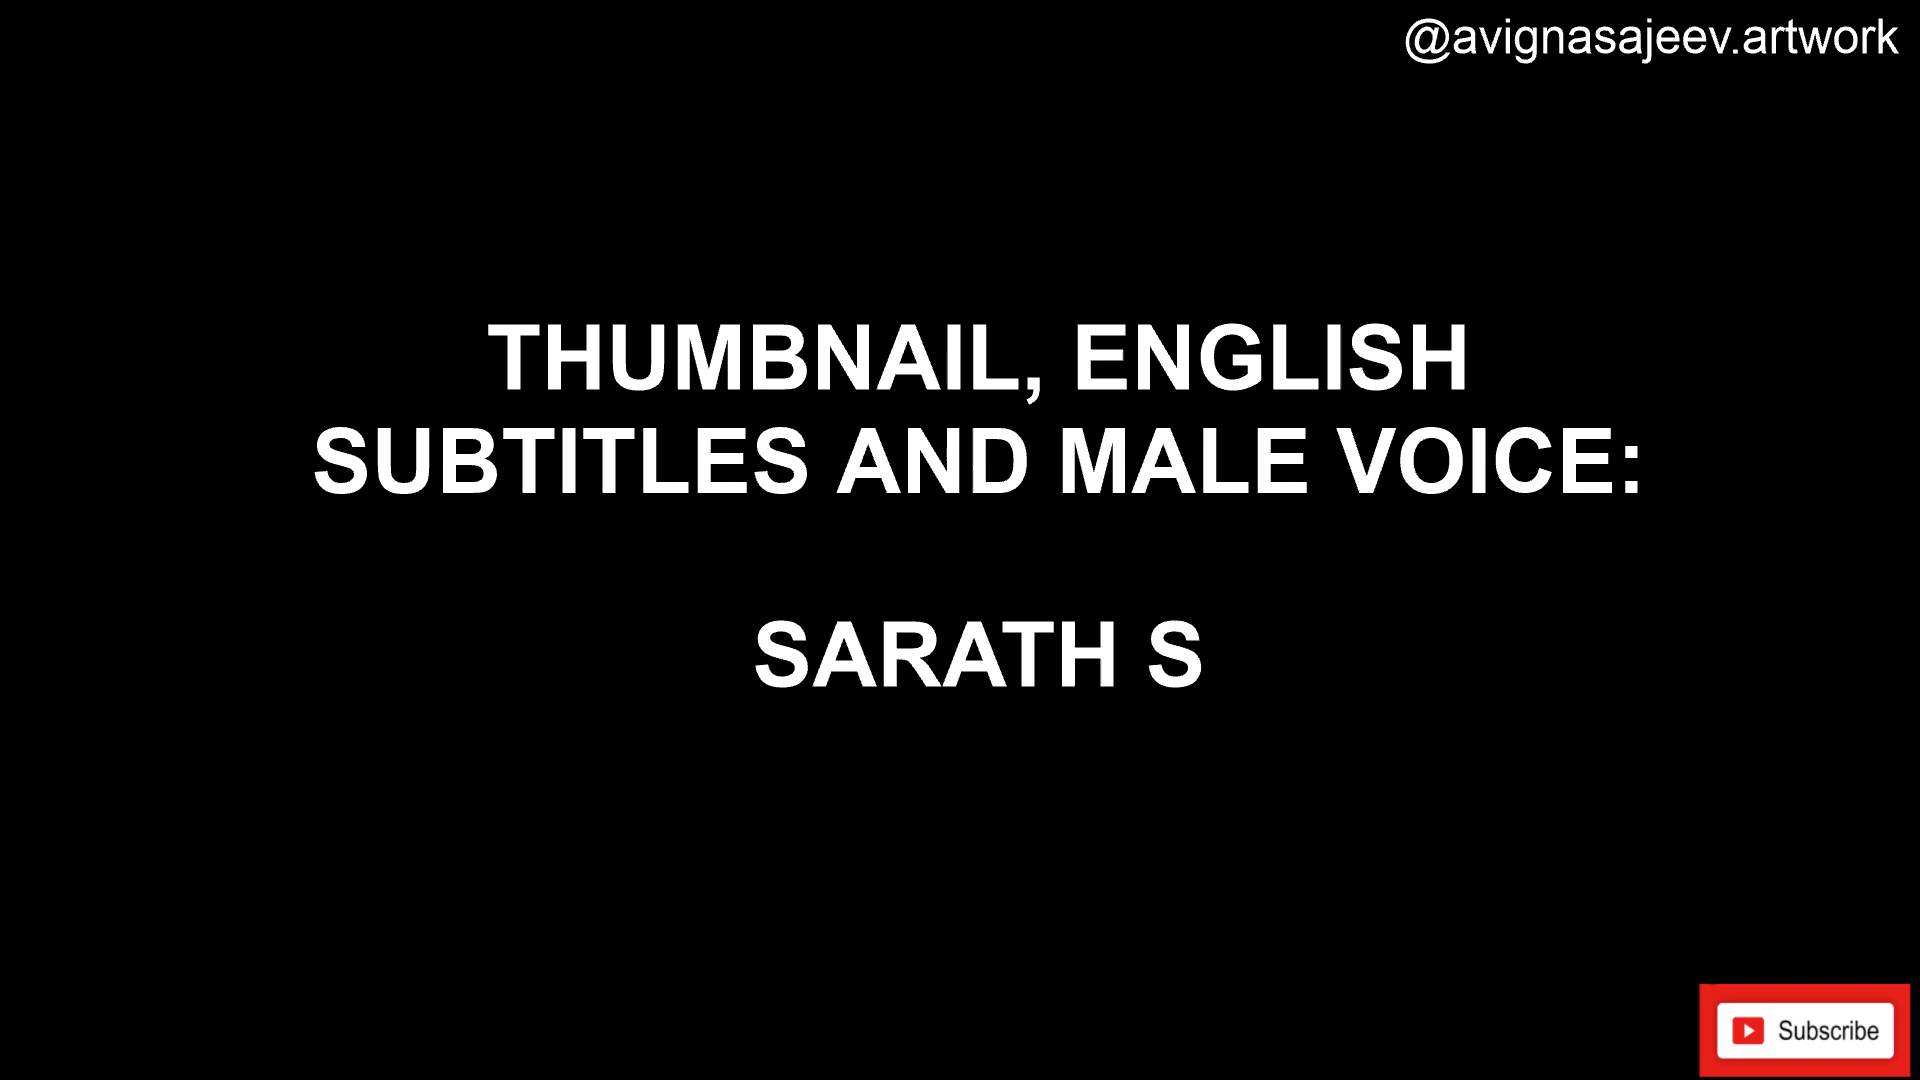 @avignasajeev.artwork
THUMBNAIL, ENGLISH
SUBTITLES AND MALE VOICE:
SARATH S
Subscribe